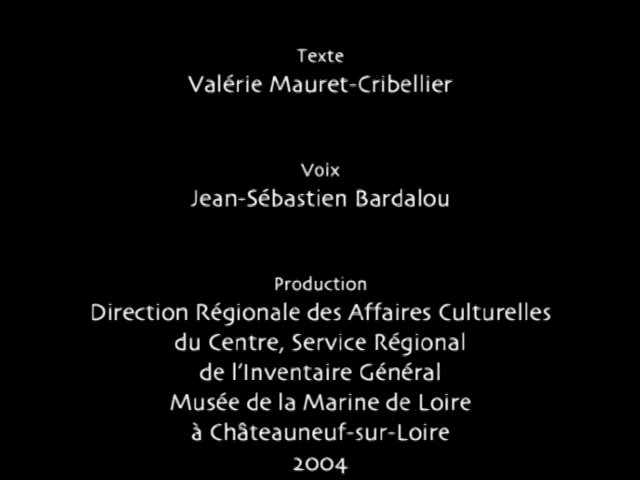 Texte
Valérie Mauret-Cribellier
Voix
Jean-Sébastien Bardalou
Production
Direction Régionale des Affaires Culturelles
du Centre, Service Régional
de l'Inventaire Général
Musée de la Marine de Loire
à Châteauneuf-sur-Loire
2004